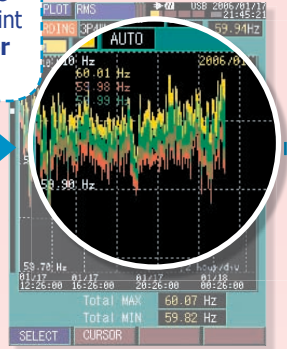 int
r
PLOT RMS
USB 2006/01/17
21:45:21
RDING 3P4W
AUTO
59.94Hz
10 Hz
2006/0
60.01 Hz
59.98 Hz
59.99 Hz
59.90 Hz
59.70 Hz
hour/div
01/17 01/17 01/17 01/18
12:26:00 16:26:00 20:26:00 00:26:00
Total MAX 60.07 Hz
Total MIN 59.82 Hz
SELECT CURSOR